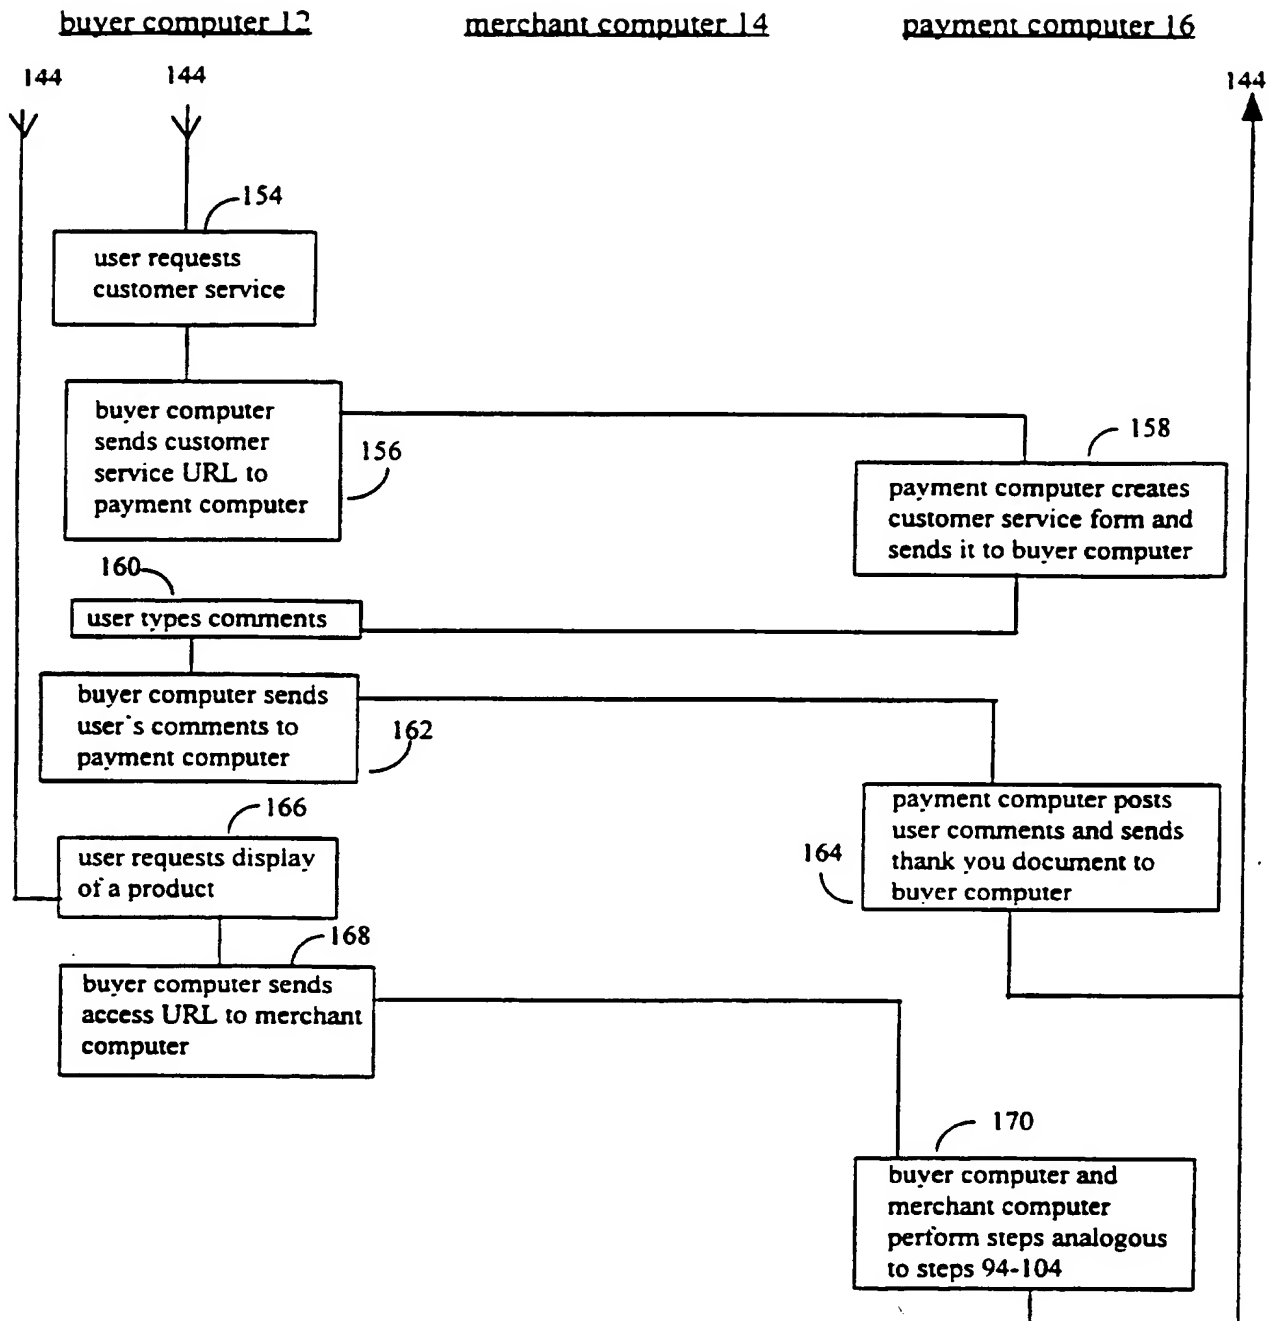 buyer computer 12
merchant computer 14
payment computer 16
144
144
144
154
user requests
customer service
buyer computer
sends customer
service URL to
payment computer
156
158
payment computer creates
customer service form and
sends it to buyer computer
160
user types comments
buyer computer sends
user's comments to
payment computer
162
payment computer posts
user comments and sends
thank you document to
buyer computer
164
166
user requests display
of a product
168
buyer computer sends
access URL to merchant
computer
170
buyer computer and
merchant computer
perform steps analogous
to steps 94-104